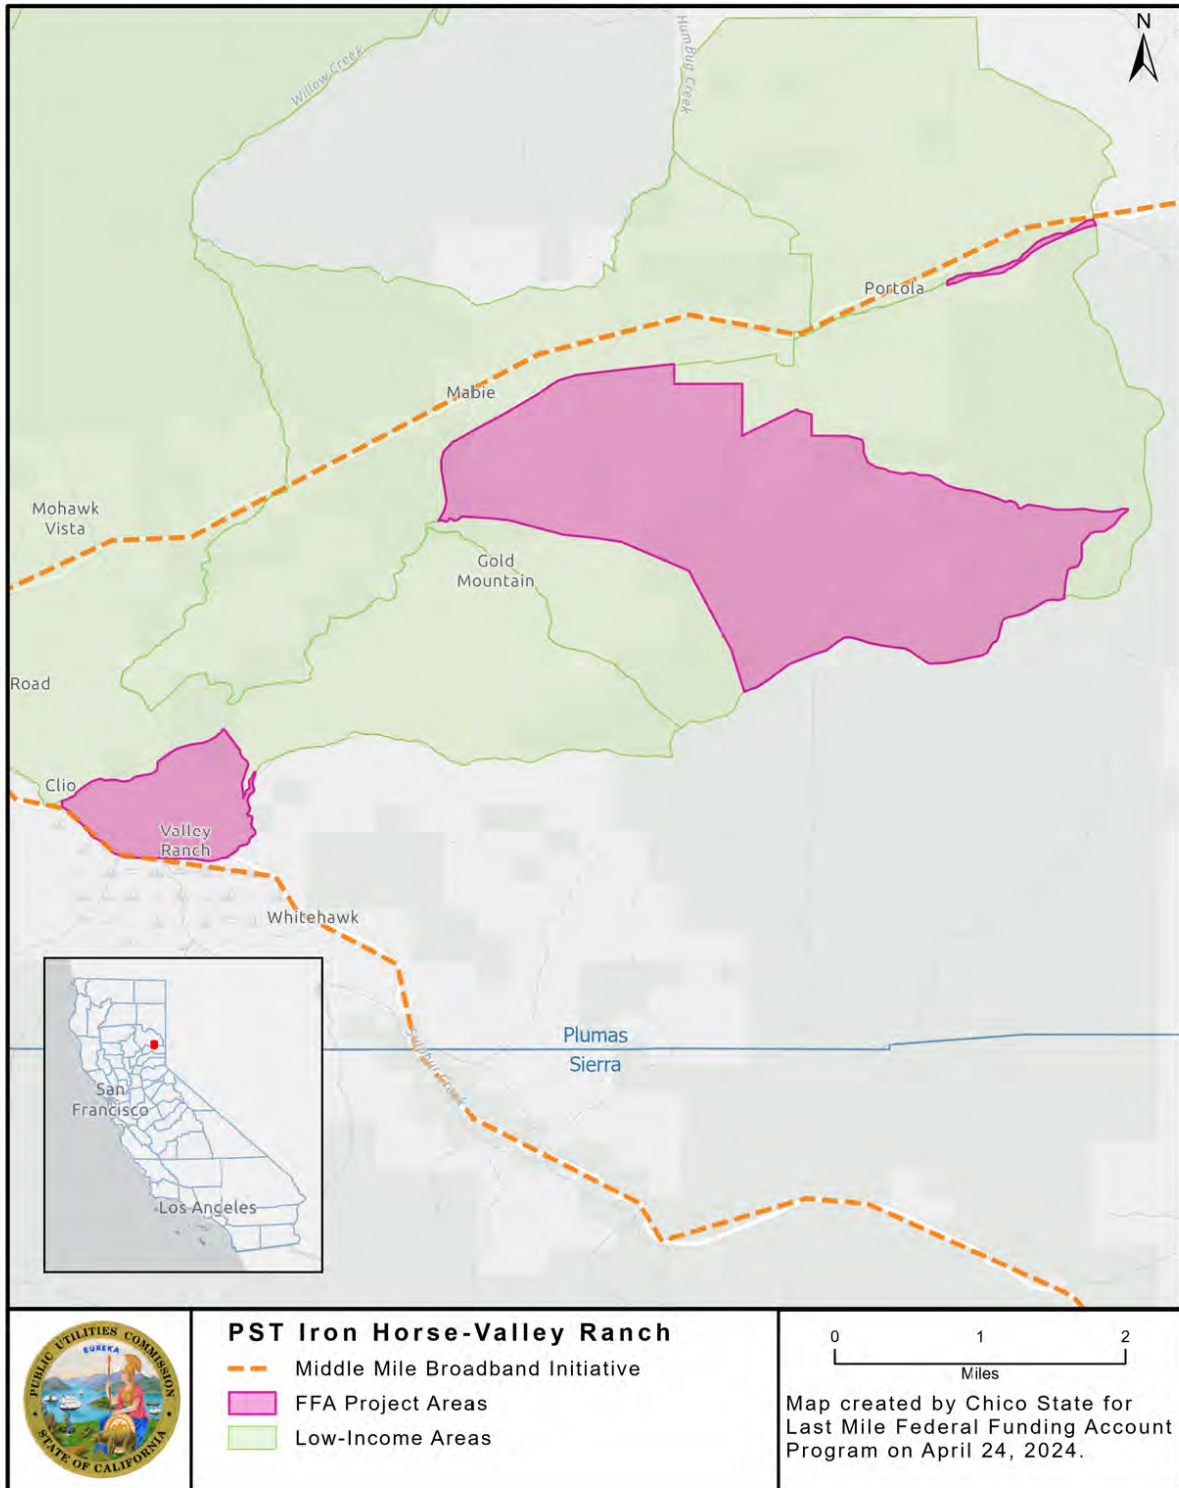 N
Willow Creek
Humbug Creek
Portola
Mabie
Mohawk
Vista
Gold
Mountain
Road
Clio
Valley
Ranch
Whitehawk
Plumas
Sierra
Sulphur Creek
San
Francisco
Los Angeles
PUBLIC UTILITIES COMMISSION
EUREKA
STATE OF CALIFORNIA
PST Iron Horse-Valley Ranch
Middle Mile Broadband Initiative
FFA Project Areas
Low-Income Areas
0 1 2
Miles
Map created by Chico State for
Last Mile Federal Funding Account
Program on April 24, 2024.